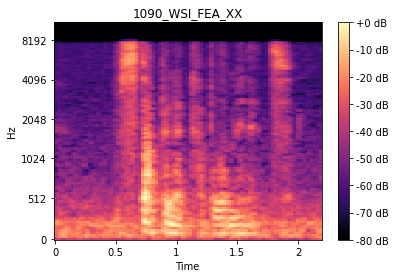 1090_WSI_FEA_XX
+0 dB
8192
-10 dB
4096
-20 dB
-30 dB
Hz
2048
-40 dB
1024
-50 dB
-60 dB
512
-70 dB
0
-80 dB
0 0.5 1 1.5 2
Time